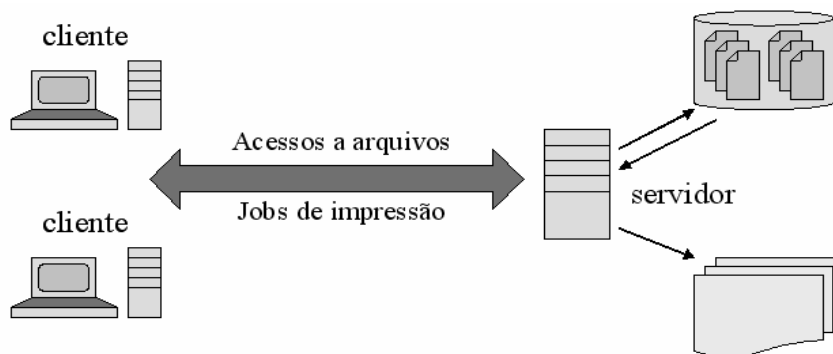 cliente
Acessos a arquivos
Jobs de impressão
cliente
servidor